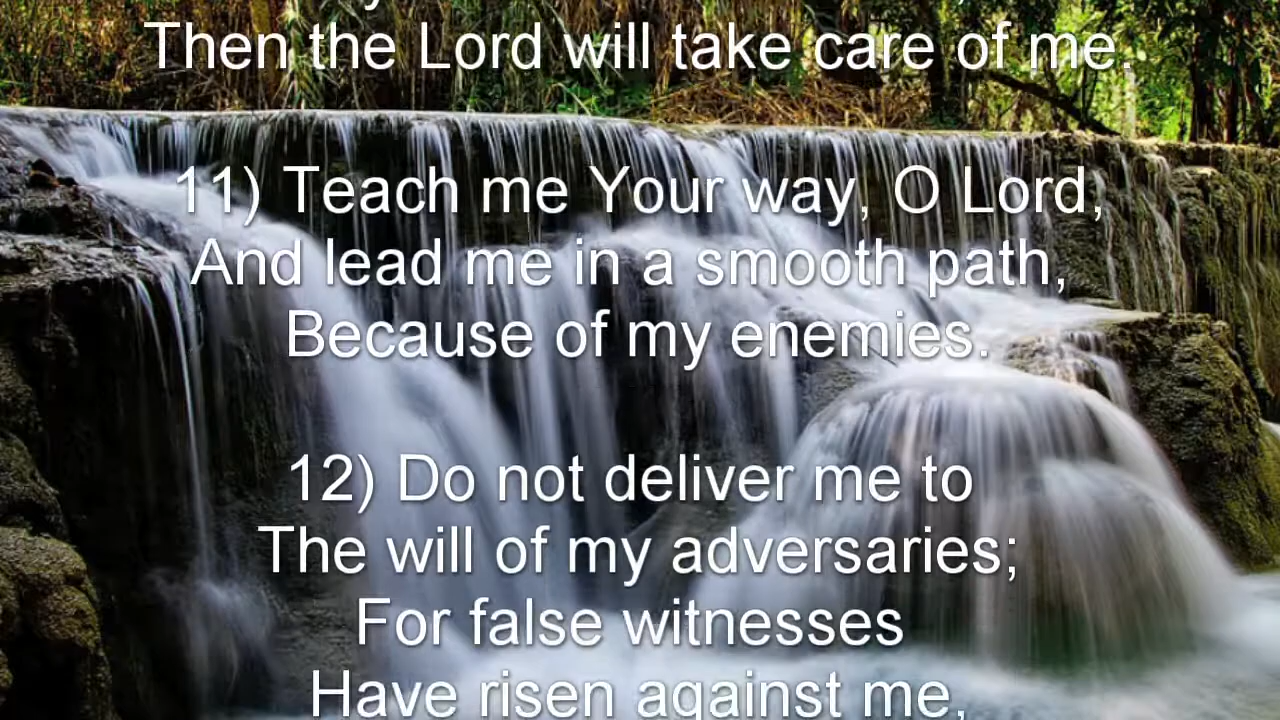 Then the Lord will take care of me.
11) Teach me Your way, O Lord,
And lead me in a smooth path,
Because of my enemies.
12) Do not deliver me to
The will of my adversaries;
For false witnesses
Have risen against me,